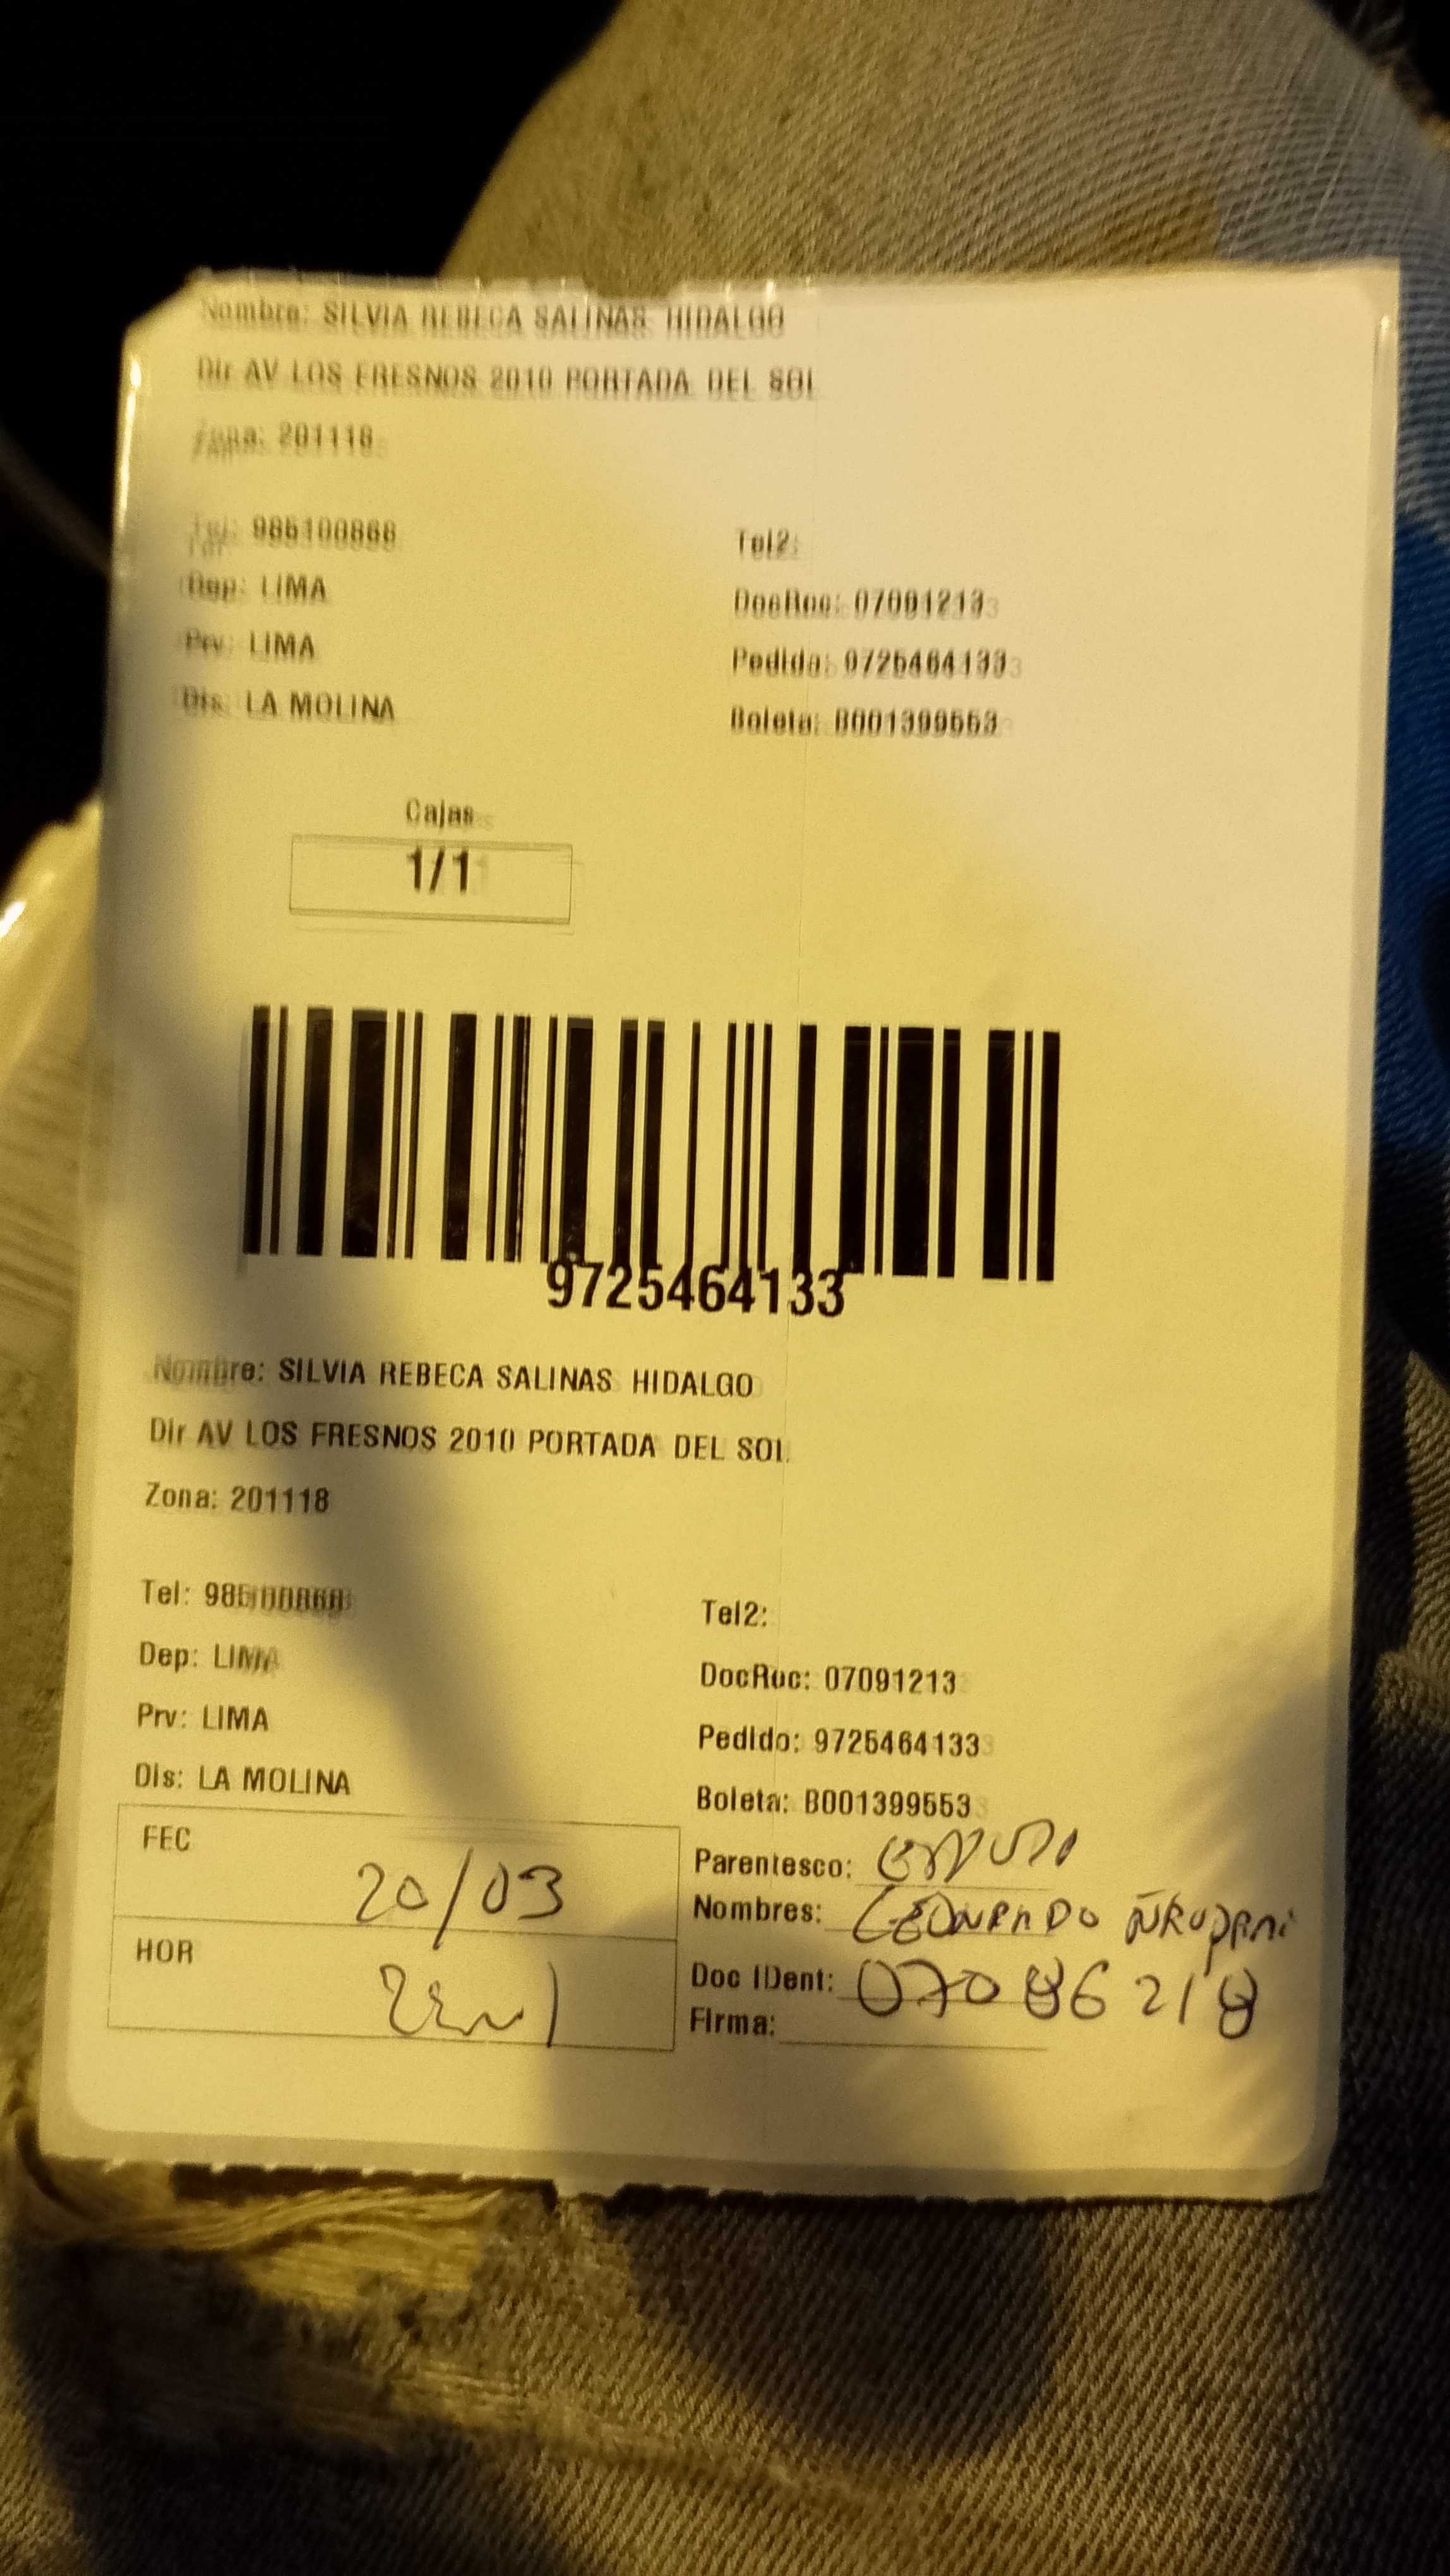 Nombre: SILVIA REBECA SALINAS HIDALGO
Dir AV LOS FRESNOS 2010 PORTADA DEL SOL
Zona: 201118
Tel: 985100868 Tel2:
Dep: LIMA DocRuc: 07091213
Prv: LIMA Pedido: 9725464133
Dis: LA MOLINA Boleta: B001399553
Cajas
1/1
9725464133
Nombre: SILVIA REBECA SALINAS HIDALGO
Dir AV LOS FRESNOS 2010 PORTADA DEL SOL
Zona: 201118
Tel: 985100868 Tel2:
Dep: LIMA DocRuc: 07091213
Prv: LIMA Pedido: 9725464133
Dis: LA MOLINA Boleta: B001399553
FEC 20/03 Parentesco:
Nombres: LEONARDO
HOR Doc IDent: 07086218
Firma: